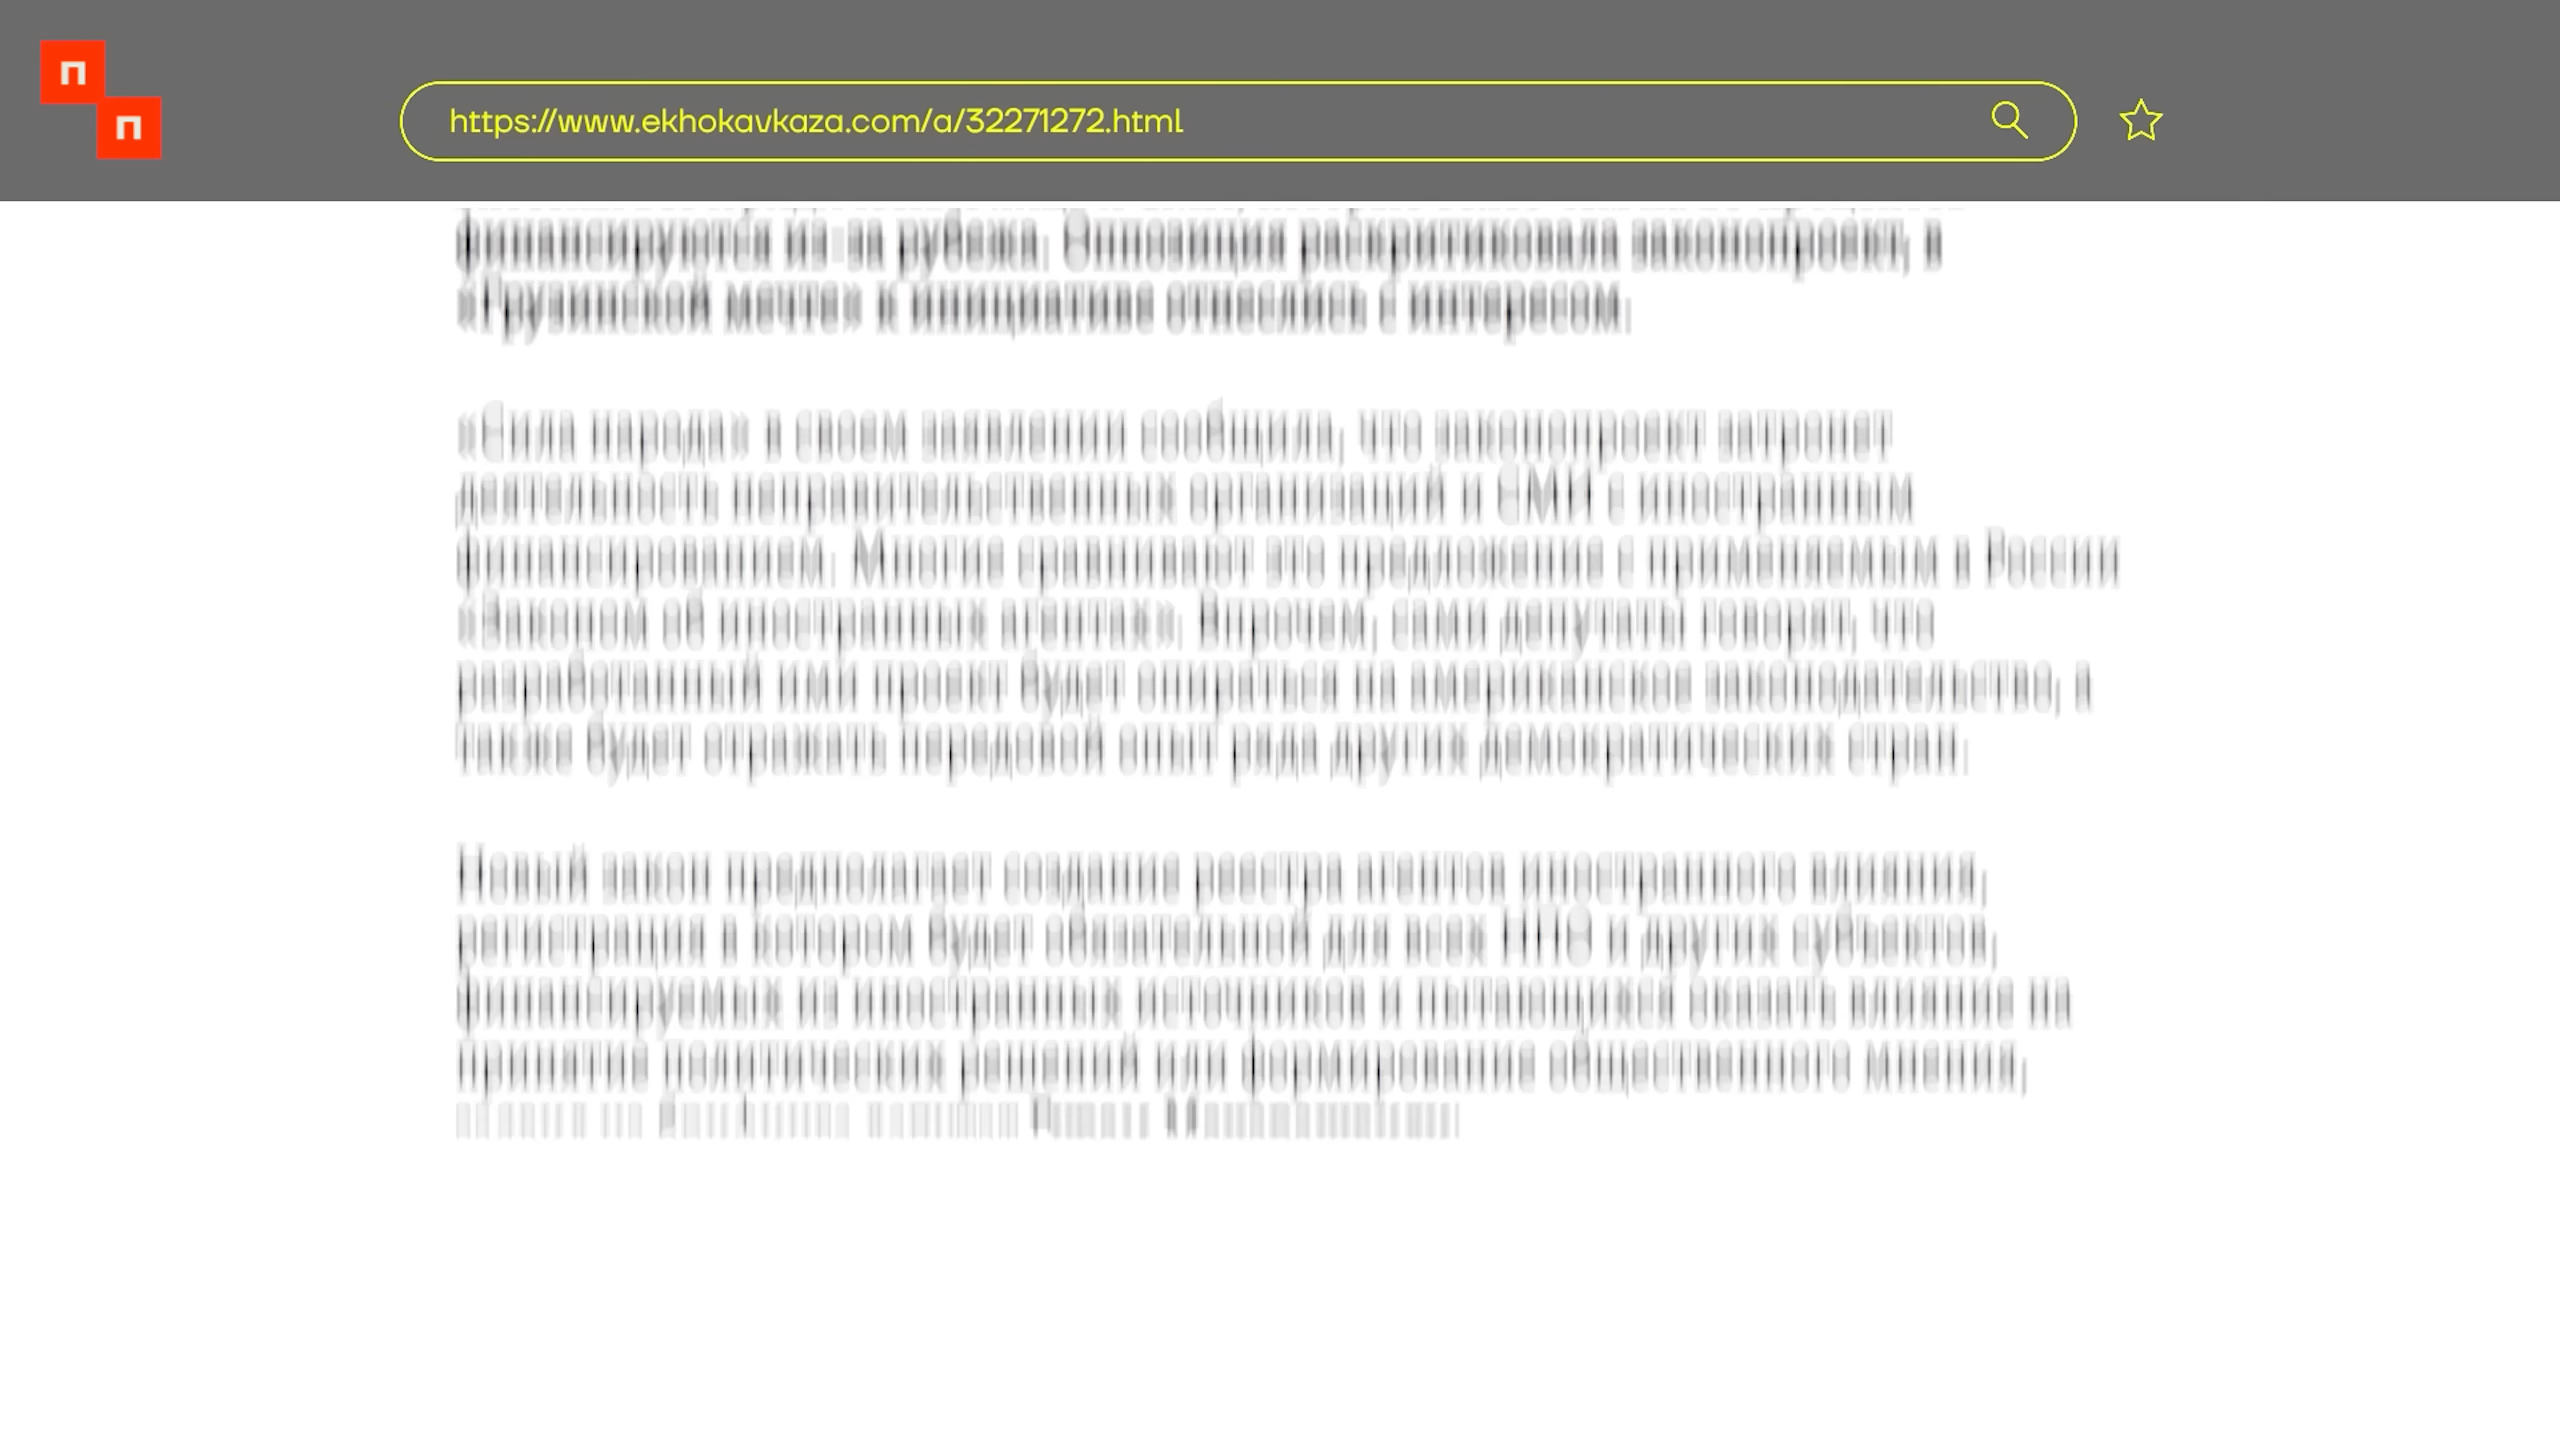 п
п
https://www.ekhokavkaza.com/a/32271272.html
финансируются из-за рубежа. Оппозиция раскритиковала законопроект, в
«Грузинской мечте» к инициативе отнеслись с интересом.
«Сила народа» в своем заявлении сообщила, что законопроект затронет
деятельность неправительственных организаций и СМИ с иностранным
финансированием. Многие сравнивают это предложение с применяемым в России
«Законом об иностранных агентах». Впрочем, сами депутаты говорят, что
разработанный ими проект будет опираться на американское законодательство, а
также будет отражать передовой опыт ряда других демократических стран.
Новый закон предполагает создание реестра агентов иностранного влияния,
регистрация в котором будет обязательной для всех НПО и других субъектов,
финансируемых из иностранных источников и пытающихся оказать влияние на
принятие политических решений или формирование общественного мнения,